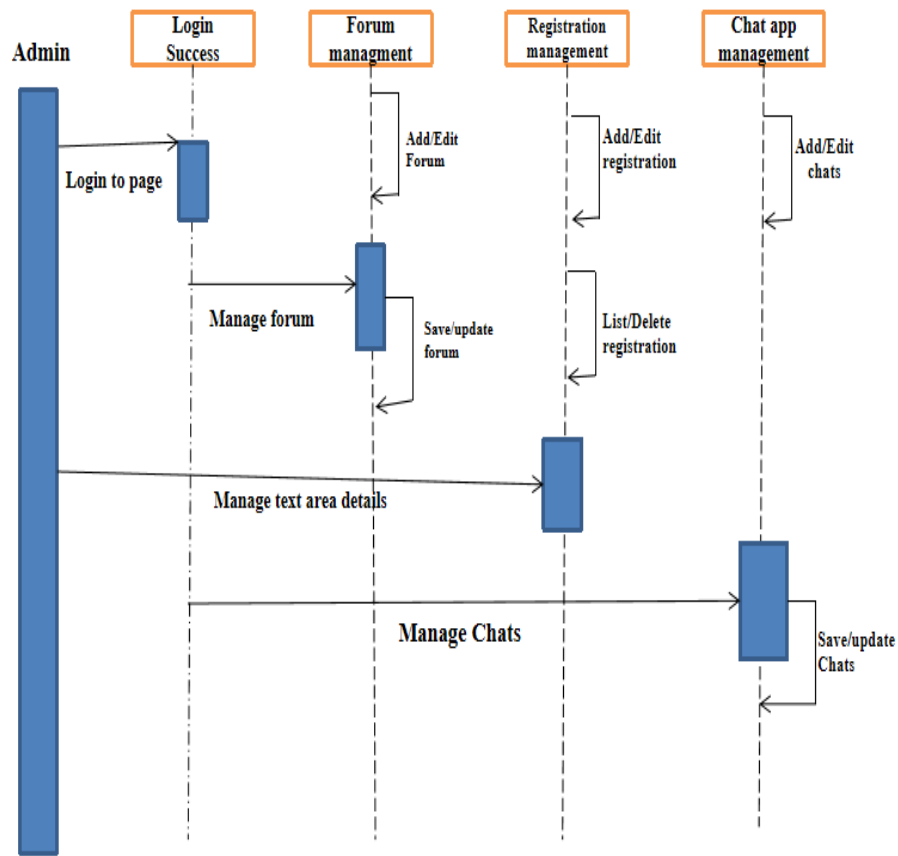 Admin
Login
Success
Forum
managment
Registration
management
Chat app
management
Add/Edit
Forum
Add/Edit
registration
Add/Edit
chats
Login to page
Manage forum
Save/update
forum
List/Delete
registration
Manage text area details
Manage Chats
Save/update
Chats